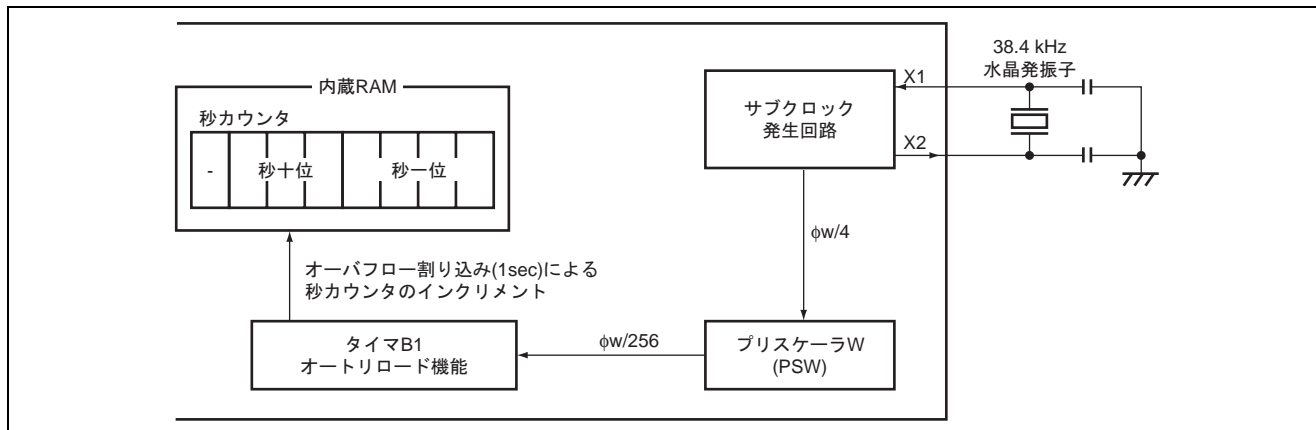 38.4 kHz
水晶発振子
内蔵RAM
X1
秒カウンタ
サブクロック
発生回路
X2
- 秒十位 秒一位
φw/4
オーバフロー割り込み(1sec)による
秒カウンタのインクリメント
タイマB1
オートリロード機能
φw/256
プリスケーラW
(PSW)